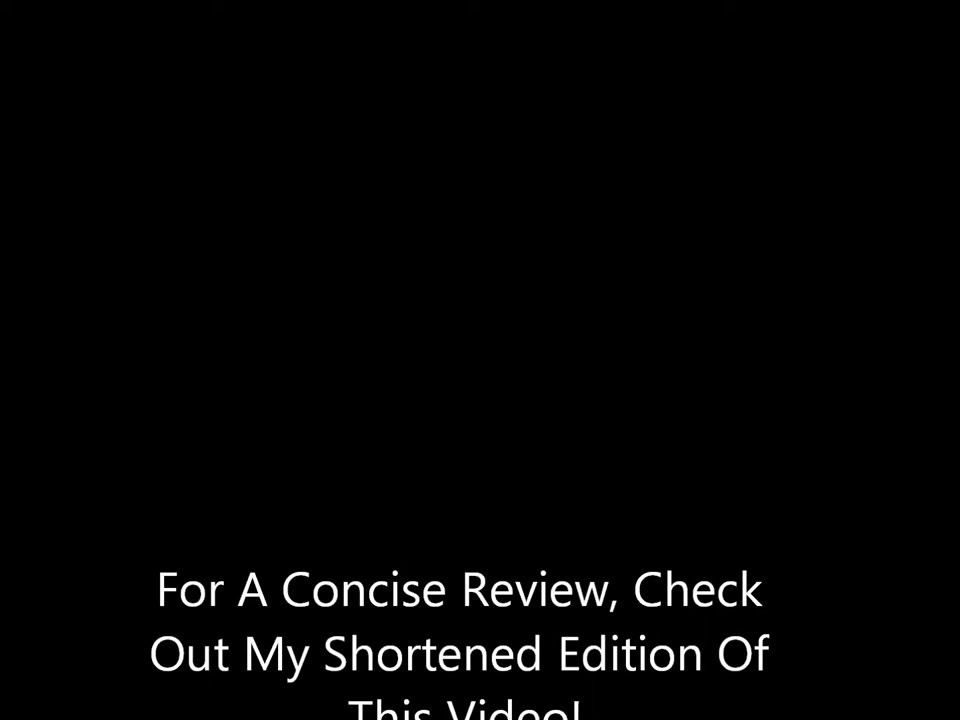 For A Concise Review, Check
Out My Shortened Edition Of
This Video!